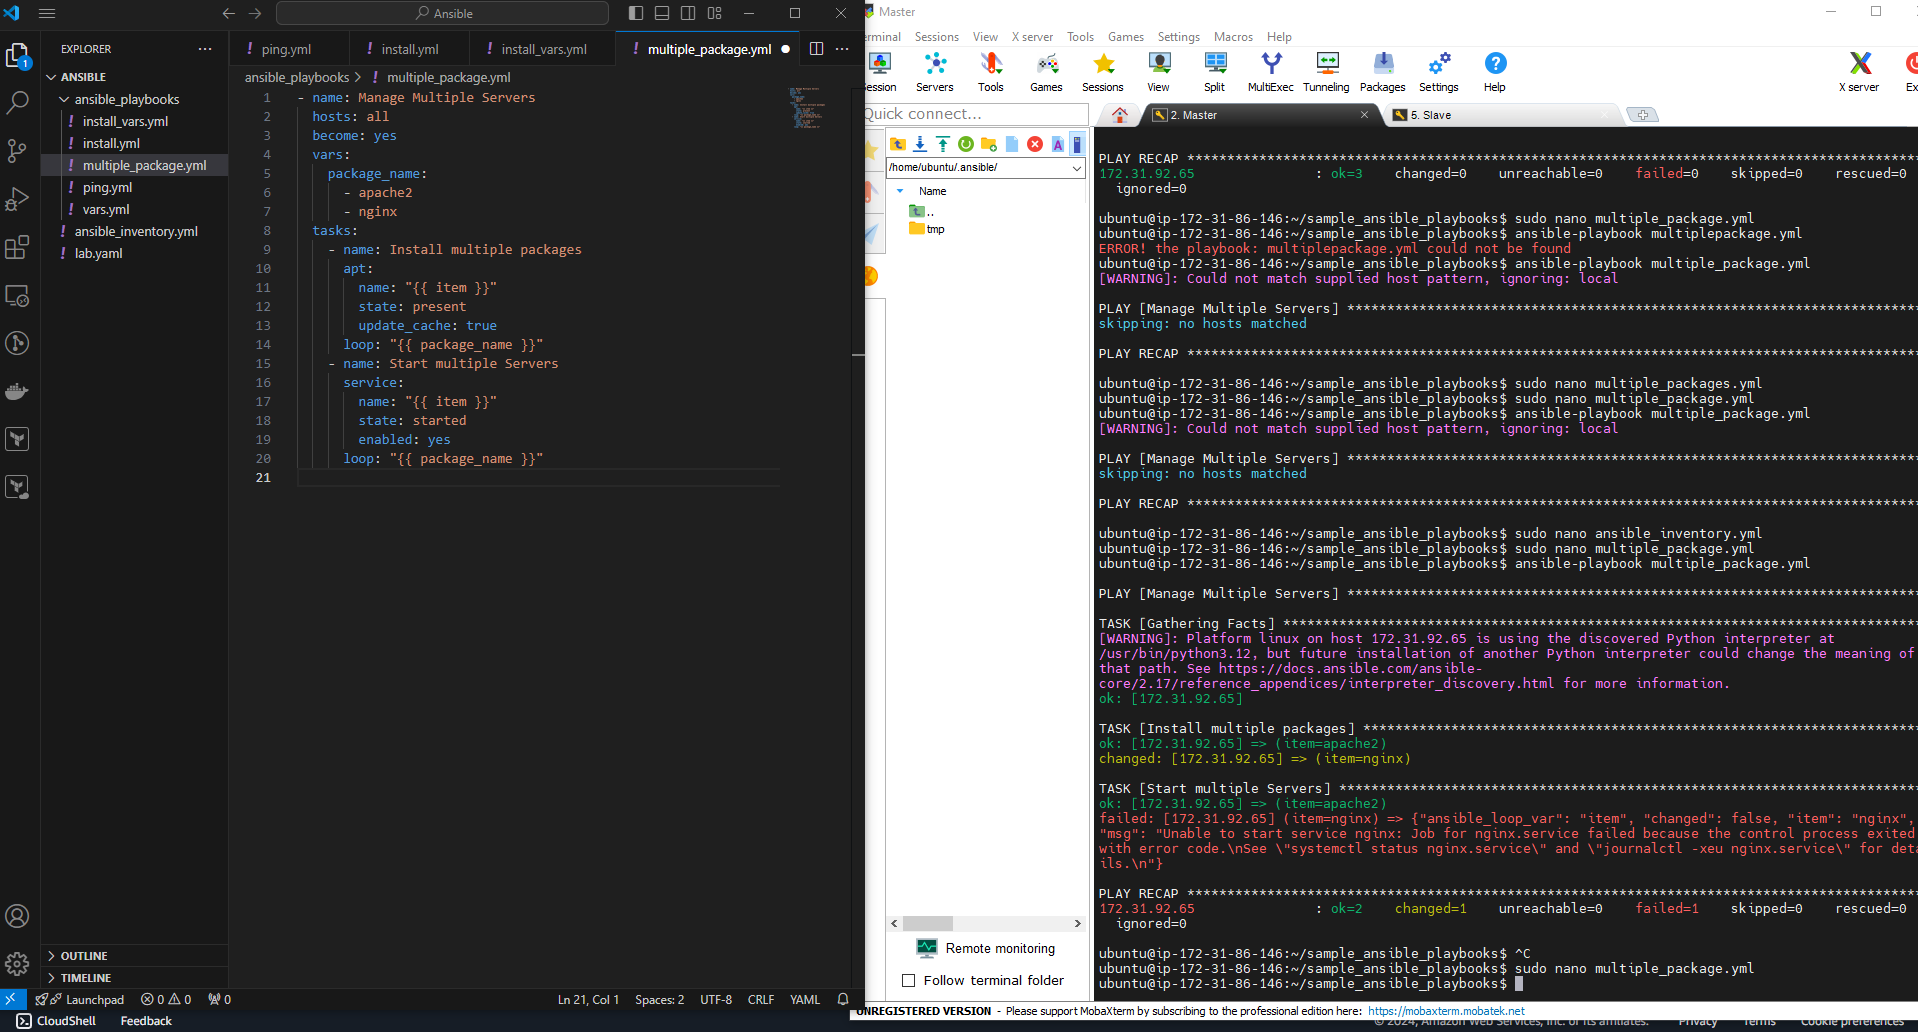 Ansible
EXPLORER
ANSIBLE
ansible_playbooks
! install_vars.yml
! install.yml
! multiple_package.yml
! ping.yml
! vars.yml
! ansible_inventory.yml
! lab.yaml
OUTLINE
TIMELINE
1
! ping.yml
! install.yml
! install_vars.yml
! multiple_package.yml
ansible_playbooks > ! multiple_package.yml
1 - name: Manage Multiple Servers
2 hosts: all
3 become: yes
4 vars:
5 package_name:
6 - apache2
7 - nginx
8 tasks:
9 - name: Install multiple packages
10 apt:
11 name: "{{ item }}"
12 state: present
13 update_cache: true
14 loop: "{{ package_name }}"
15 - name: Start multiple Servers
16 service:
17 name: "{{ item }}"
18 state: started
19 enabled: yes
20 loop: "{{ package_name }}"
21
Launchpad 0 0 0
Ln 21, Col 1 Spaces: 2 UTF-8 CRLF YAML
CloudShell Feedback
Master
erminal Sessions View X server Tools Games Settings Macros Help
ession Servers Tools Games Sessions View Split MultiExec Tunneling Packages Settings Help X server Ex
Quick connect...
2. Master
5. Slave
/home/ubuntu/.ansible/
Name
..
tmp
Remote monitoring
Follow terminal folder
PLAY RECAP *******************************************************************************************
172.31.92.65 : ok=3 changed=0 unreachable=0 failed=0 skipped=0 rescued=0
ignored=0
ubuntu@ip-172-31-86-146:~/sample_ansible_playbooks$ sudo nano multiple_package.yml
ubuntu@ip-172-31-86-146:~/sample_ansible_playbooks$ ansible-playbook multiplepackage.yml
ERROR! the playbook: multiplepackage.yml could not be found
ubuntu@ip-172-31-86-146:~/sample_ansible_playbooks$ ansible-playbook multiple_package.yml
[WARNING]: Could not match supplied host pattern, ignoring: local
PLAY [Manage Multiple Servers] ***********************************************************************
skipping: no hosts matched
PLAY RECAP *******************************************************************************************
ubuntu@ip-172-31-86-146:~/sample_ansible_playbooks$ sudo nano multiple_packages.yml
ubuntu@ip-172-31-86-146:~/sample_ansible_playbooks$ sudo nano multiple_package.yml
ubuntu@ip-172-31-86-146:~/sample_ansible_playbooks$ ansible-playbook multiple_package.yml
[WARNING]: Could not match supplied host pattern, ignoring: local
PLAY [Manage Multiple Servers] ***********************************************************************
skipping: no hosts matched
PLAY RECAP *******************************************************************************************
ubuntu@ip-172-31-86-146:~/sample_ansible_playbooks$ sudo nano ansible_inventory.yml
ubuntu@ip-172-31-86-146:~/sample_ansible_playbooks$ sudo nano multiple_package.yml
ubuntu@ip-172-31-86-146:~/sample_ansible_playbooks$ ansible-playbook multiple_package.yml
PLAY [Manage Multiple Servers] ***********************************************************************
TASK [Gathering Facts] *******************************************************************************
[WARNING]: Platform linux on host 172.31.92.65 is using the discovered Python interpreter at
/usr/bin/python3.12, but future installation of another Python interpreter could change the meaning of
that path. See https://docs.ansible.com/ansible-
core/2.17/reference_appendices/interpreter_discovery.html for more information.
ok: [172.31.92.65]
TASK [Install multiple packages] *********************************************************************
ok: [172.31.92.65] => (item=apache2)
changed: [172.31.92.65] => (item=nginx)
TASK [Start multiple Servers] ************************************************************************
ok: [172.31.92.65] => (item=apache2)
failed: [172.31.92.65] (item=nginx) => {"ansible_loop_var": "item", "changed": false, "item": "nginx",
"msg": "Unable to start service nginx: Job for nginx.service failed because the control process exited
with error code.\nSee \"systemctl status nginx.service\" and \"journalctl -xeu nginx.service\" for deta
ils.\n"}
PLAY RECAP *******************************************************************************************
172.31.92.65 : ok=2 changed=1 unreachable=0 failed=1 skipped=0 rescued=0
ignored=0
ubuntu@ip-172-31-86-146:~/sample_ansible_playbooks$ ^C
ubuntu@ip-172-31-86-146:~/sample_ansible_playbooks$ sudo nano multiple_package.yml
ubuntu@ip-172-31-86-146:~/sample_ansible_playbooks$
UNREGISTERED VERSION - Please support MobaXterm by subscribing to the professional edition here: https://mobaxterm.mobatek.net
© 2024, Amazon Web Services, Inc. or its affiliates. Privacy Terms Cookie preferences